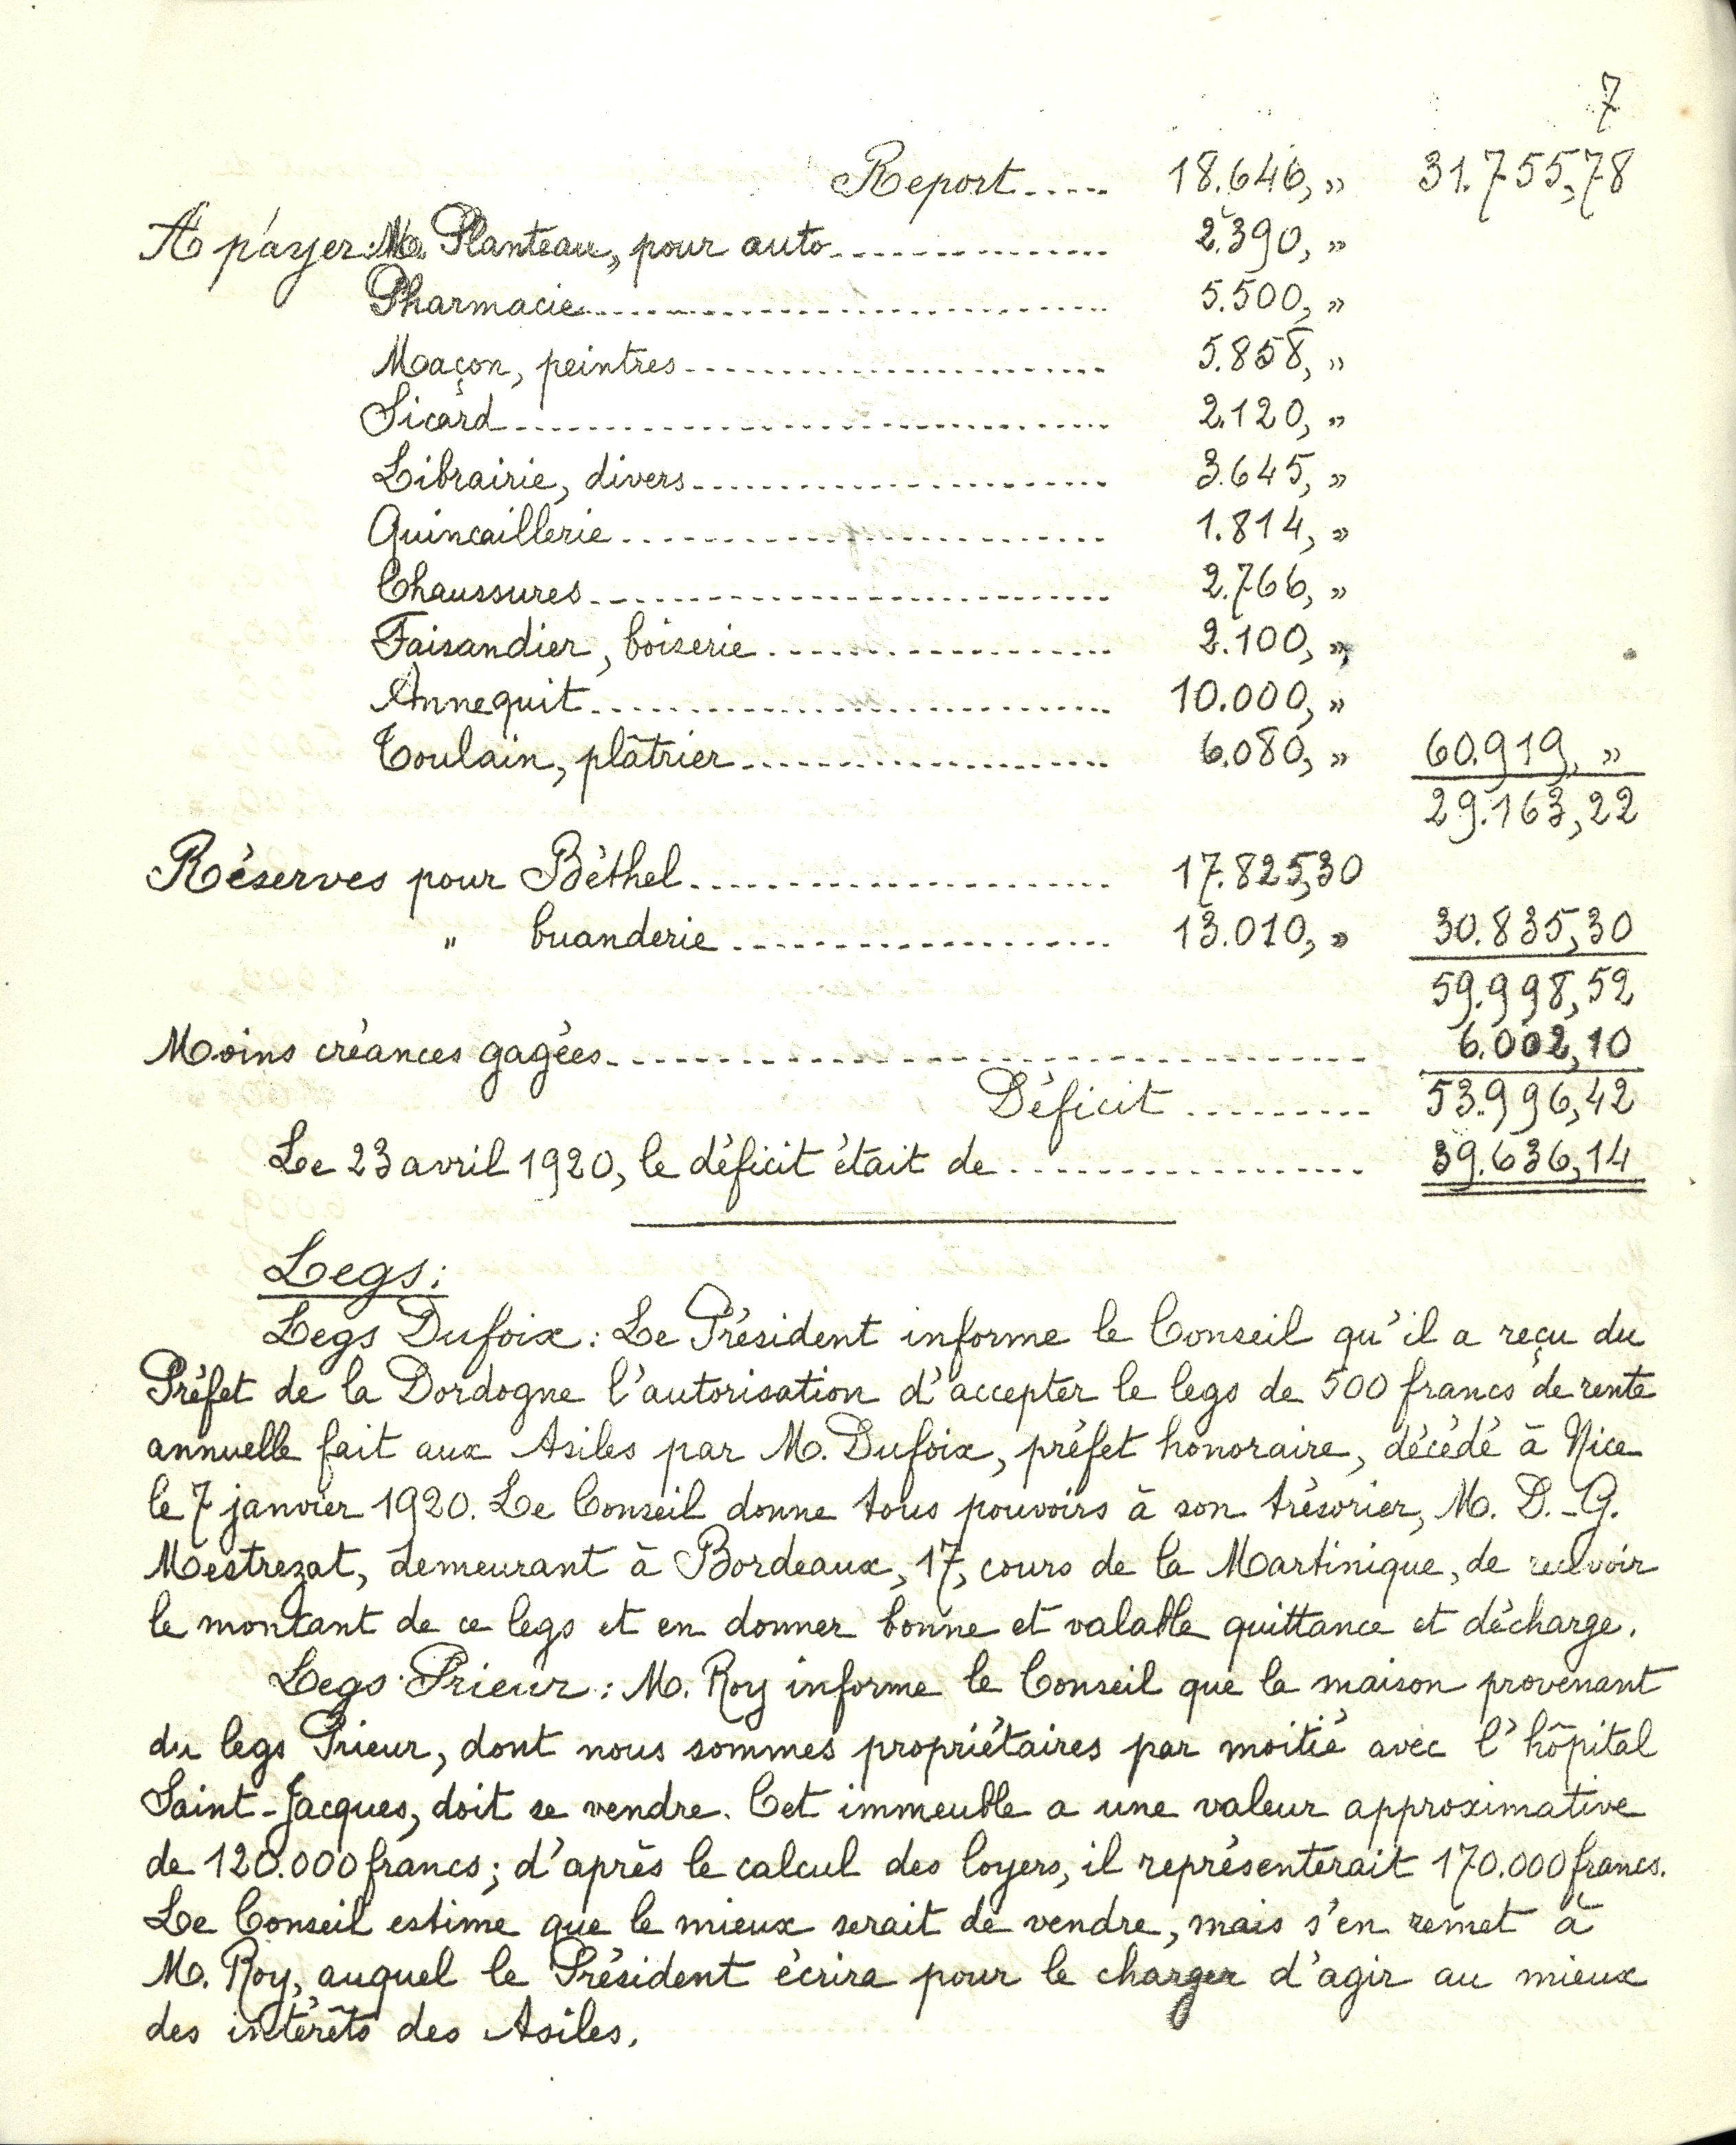 7
Report..... 18.646, » 31.755,78
A payer: M. Planteau, pour auto............... 2.390, »
Pharmacie............................... 5.500, »
Maçon, peintres......................... 5.858, »
Sicard................................... 2.120, »
Librairie, divers........................ 3.645, »
Quincaillerie............................ 1.814, »
Chaussures............................... 2.766, »
Faisandier, boiserie..................... 2.100, »
Annequit................................. 10.000, »
Toulain, plâtrier........................ 6.080, » 60.919, »
29.163,22
Réserves pour Béthel........................ 17.825,30
" buanderie..................... 13.010, » 30.835,30
59.998,52
Moins créances gagées........................................... 6.002,10
Déficit ......... 53.996,42
Le 23 avril 1920, le déficit était de ................... 39.636,14
Legs:
Legs Dufoix: Le Président informe le Conseil qu'il a reçu du
Préfet de la Dordogne l'autorisation d'accepter le legs de 500 francs de rente
annuelle fait aux Asiles par M. Dufoix, préfet honoraire, décédé à Nice
le 7 janvier 1920. Le Conseil donne tous pouvoirs à son trésorier, M. D.-G.
Mestrezat, demeurant à Bordeaux, 17, cours de la Martinique, de recevoir
le montant de ce legs et en donner bonne et valable quittance et décharge.
Legs Prieur: M. Roy informe le Conseil que la maison provenant
du legs Prieur, dont nous sommes propriétaires par moitié avec l'hôpital
Saint-Jacques, doit se vendre. Cet immeuble a une valeur approximative
de 120.000 francs; d'après le calcul des loyers, il représenterait 170.000 francs.
Le Conseil estime que le mieux serait de vendre, mais s'en remet à
M. Roy, auquel le Président écrira pour le charger d'agir au mieux
des intérêts des Asiles.